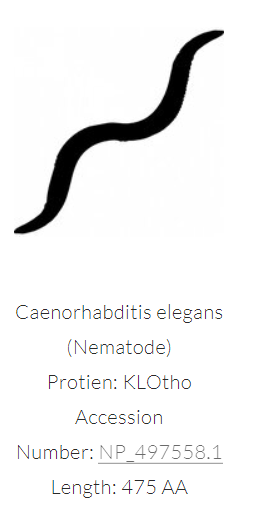 Caenorhabditis elegans
(Nematode)
Protien: KLOtho
Accession
Number: NP_497558.1
Length: 475 AA